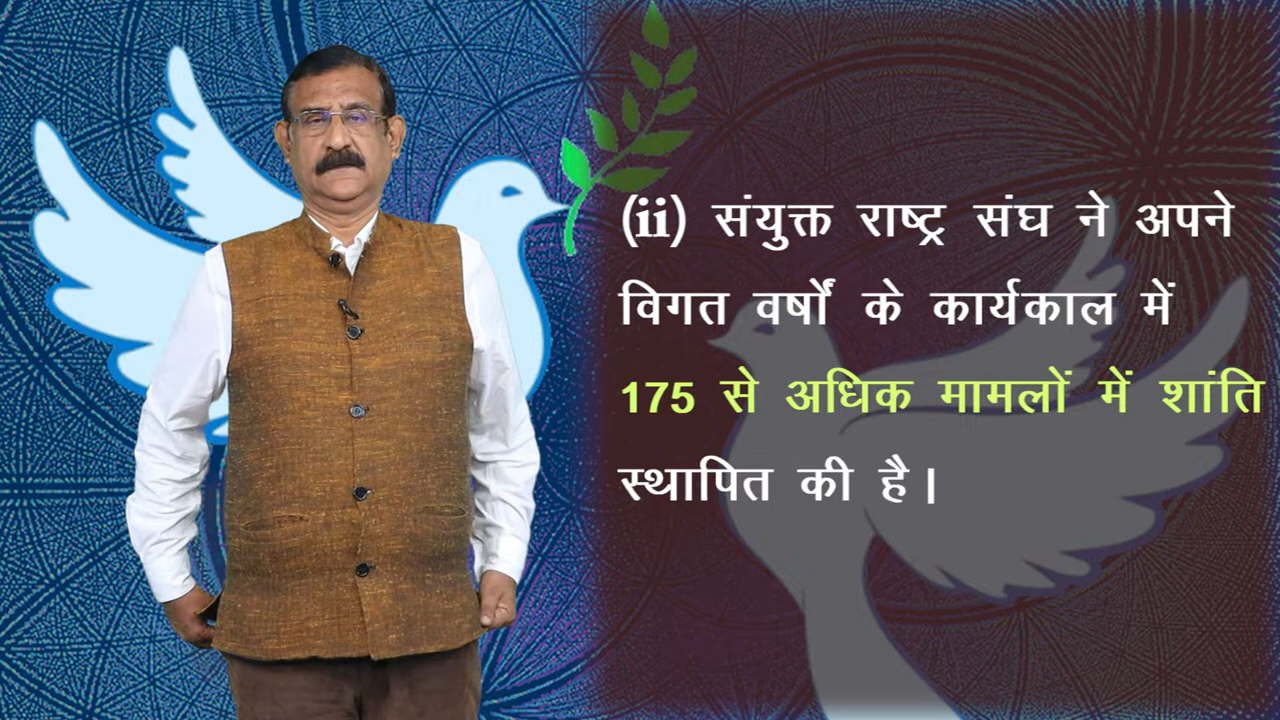 (ii) संयुक्त राष्ट्र संघ ने अपने
विगत वर्षों के कार्यकाल में
175 से अधिक मामलों में शांति
स्थापित की है।